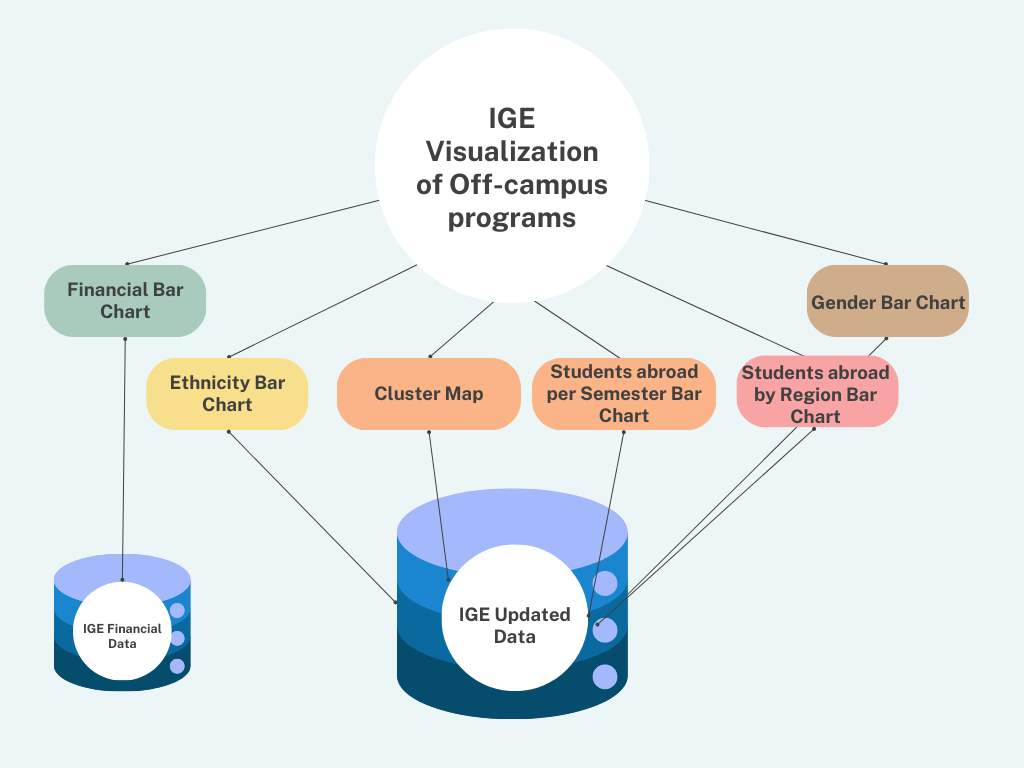 IGE
Visualization
of Off-campus
programs
Financial Bar
Chart
Gender Bar Chart
Ethnicity Bar
Chart
Cluster Map
Students abroad
per Semester Bar
Chart
Students abroad
by Region Bar
Chart
IGE Financial
Data
IGE Updated
Data